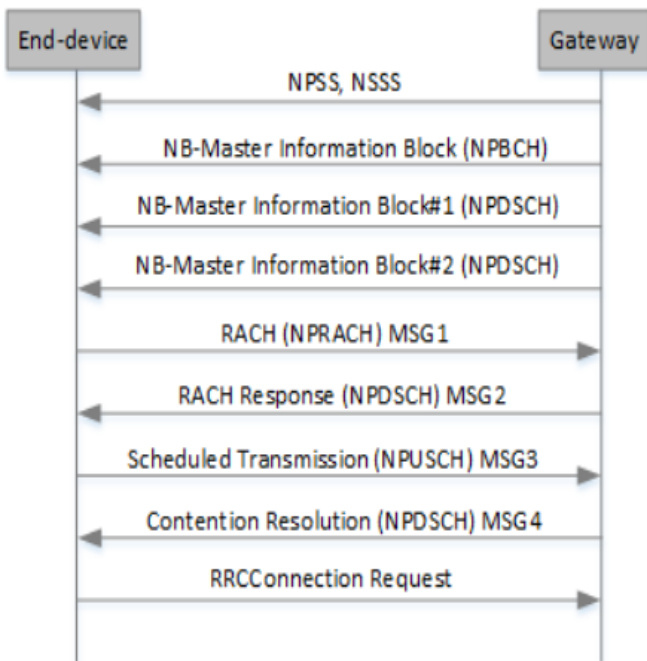 End-device
Gateway
NPSS, NSSS
NB-Master Information Block (NPBCH)
NB-Master Information Block#1 (NPDSCH)
NB-Master Information Block#2 (NPDSCH)
RACH (NPRACH) MSG1
RACH Response (NPDSCH) MSG2
Scheduled Transmission (NPUSCH) MSG3
Contention Resolution (NPDSCH) MSG4
RRCConnection Request